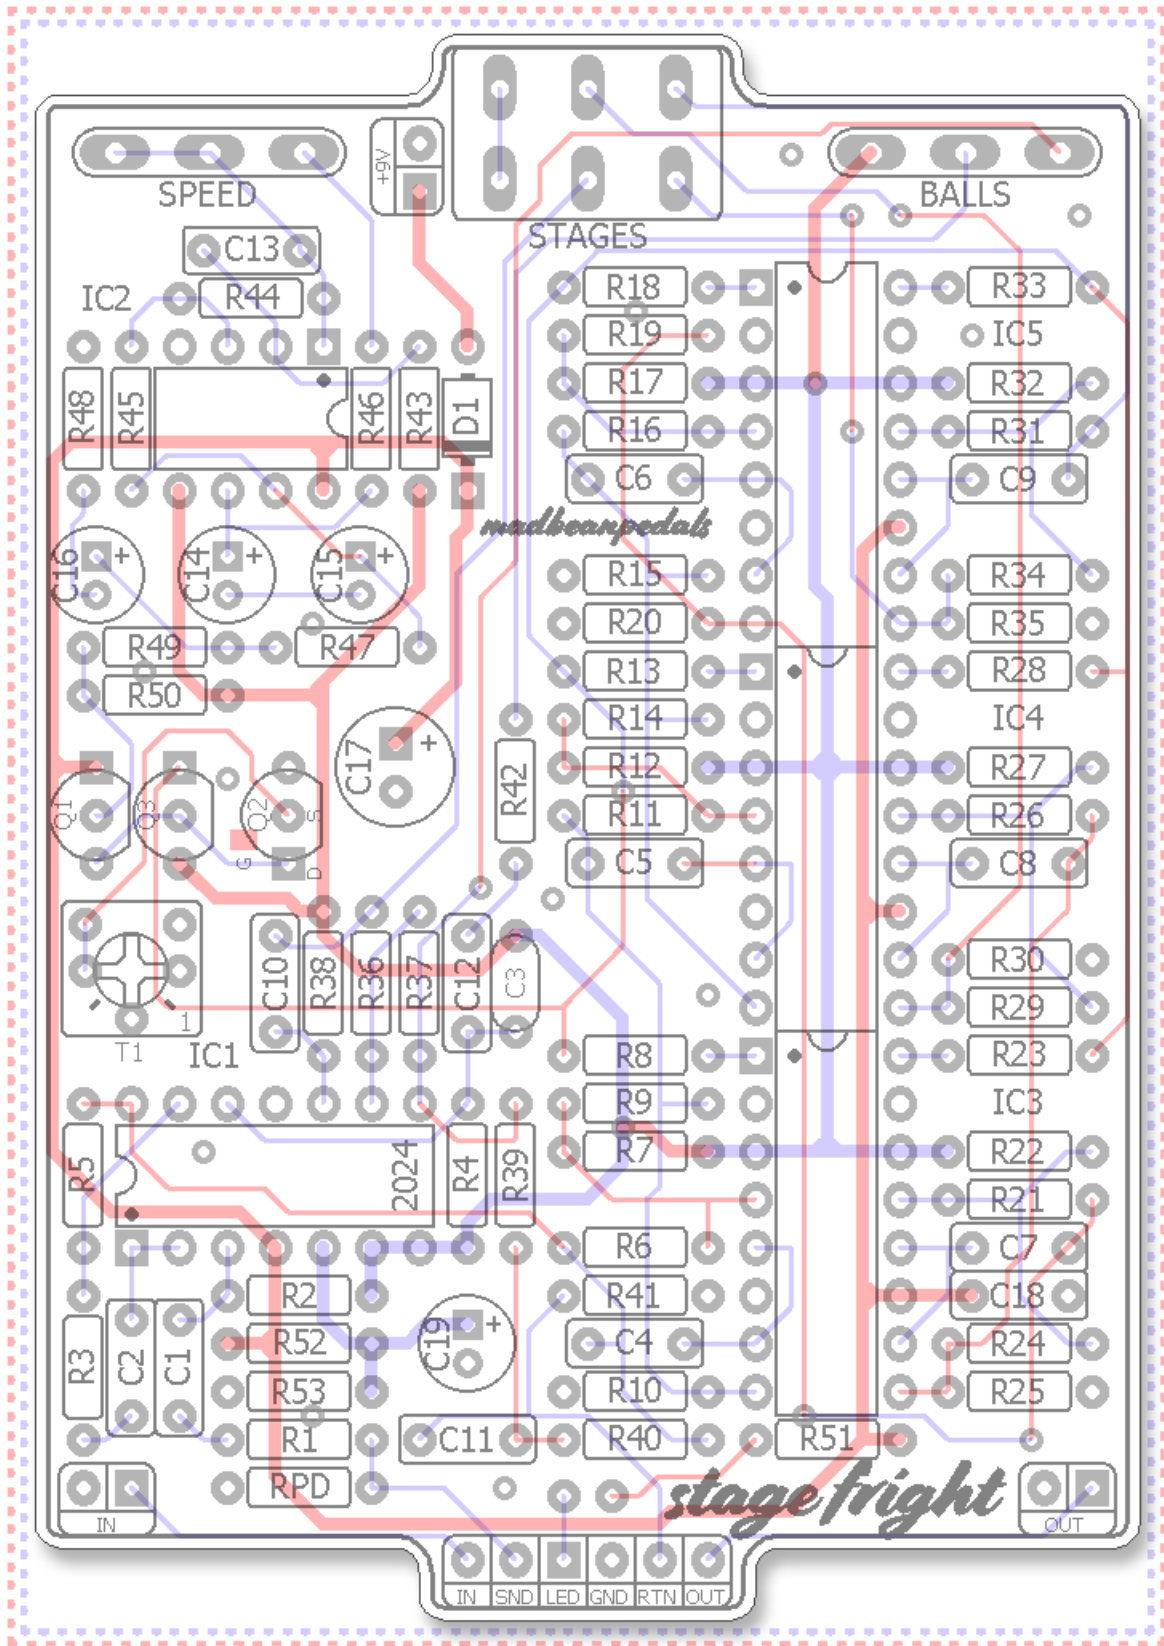 +9V
SPEED
STAGES
BALLS
C13
R44
IC2
R18
R33
R19
IC5
R17
R32
R48
R45
R46
R43
D1
R16
R31
C6
C9
madbeanpedals
C16
+
C14
+
C15
+
R15
R34
R20
R35
R49
R47
R13
R28
R50
R14
IC4
C17
+
R42
R12
R27
Q1
Q3
Q2
S
G
D
R11
R26
C5
C8
C10
R38
R36
R37
C12
C3
R30
R29
1
T1
IC1
R8
R23
R9
IC3
R7
R22
R5
2024
R4
R39
R21
R6
C7
R2
R41
C18
R3
C2
C1
R52
C19
+
C4
R24
R53
R10
R25
R1
C11
R40
R51
RPD
stage fright
IN
OUT
IN
SND
LED
GND
RTN
OUT